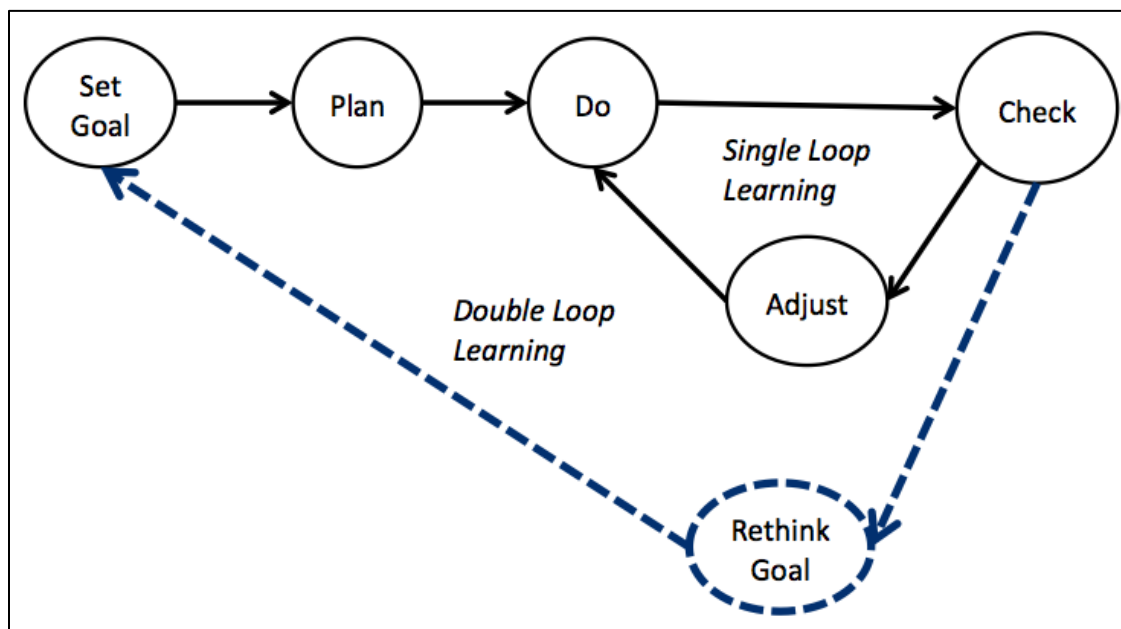 Set
Goal
Plan
Do
Check
Single Loop
Learning
Adjust
Double Loop
Learning
Rethink
Goal